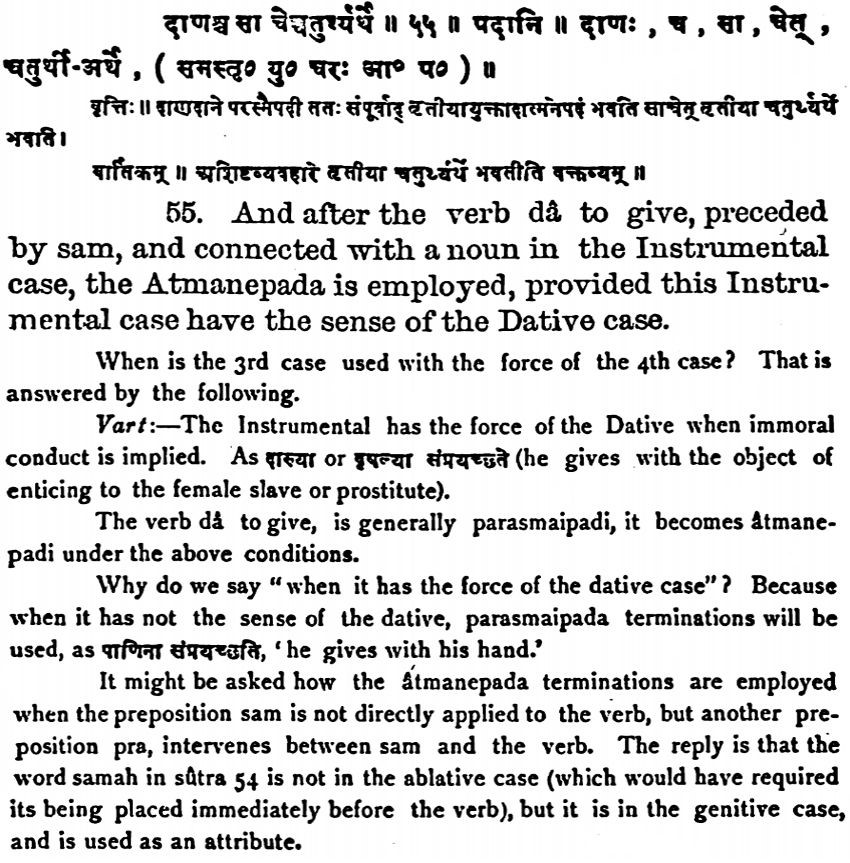 दाणश्च सा चेच्चतुर्थ्यर्थे ॥ ५५ ॥ पदानि ॥ दाणः , च , सा , चेत् ,
चतुर्थी-अर्थे , ( समस्तृ० यु० चरः आ० प० ) ॥
वृत्तिः ॥ दाणदाने परस्मैपदी ततः संपूर्वाद् तृतीयायुक्तादात्मनेपदं भवति साचेत् तृतीया चतुर्थ्यर्थे
भवाति ।
वार्तिकम् ॥ अशिष्टव्यवहारे तृतीया चतुर्थ्यर्थे भवतीति वक्तव्यम् ॥
55. And after the verb dâ to give, preceded
by sam, and connected with a noun in the Instrumental
case, the Atmanepada is employed, provided this Instru-
mental case have the sense of the Dative case.
When is the 3rd case used with the force of the 4th case? That is
answered by the following.
Vart:—The Instrumental has the force of the Dative when immoral
conduct is implied. As दास्या or वृषल्या संप्रयच्छते (he gives with the object of
enticing to the female slave or prostitute).
The verb dâ to give, is generally parasmaipadi, it becomes âtmane-
padi under the above conditions.
Why do we say "when it has the force of the dative case"? Because
when it has not the sense of the dative, parasmaipada terminations will be
used, as पाणिना संप्रयच्छति, 'he gives with his hand.'
It might be asked how the âtmanepada terminations are employed
when the preposition sam is not directly applied to the verb, but another pre-
position pra, intervenes between sam and the verb. The reply is that the
word samah in sûtra 54 is not in the ablative case (which would have required
its being placed immediately before the verb), but it is in the genitive case,
and is used as an attribute.